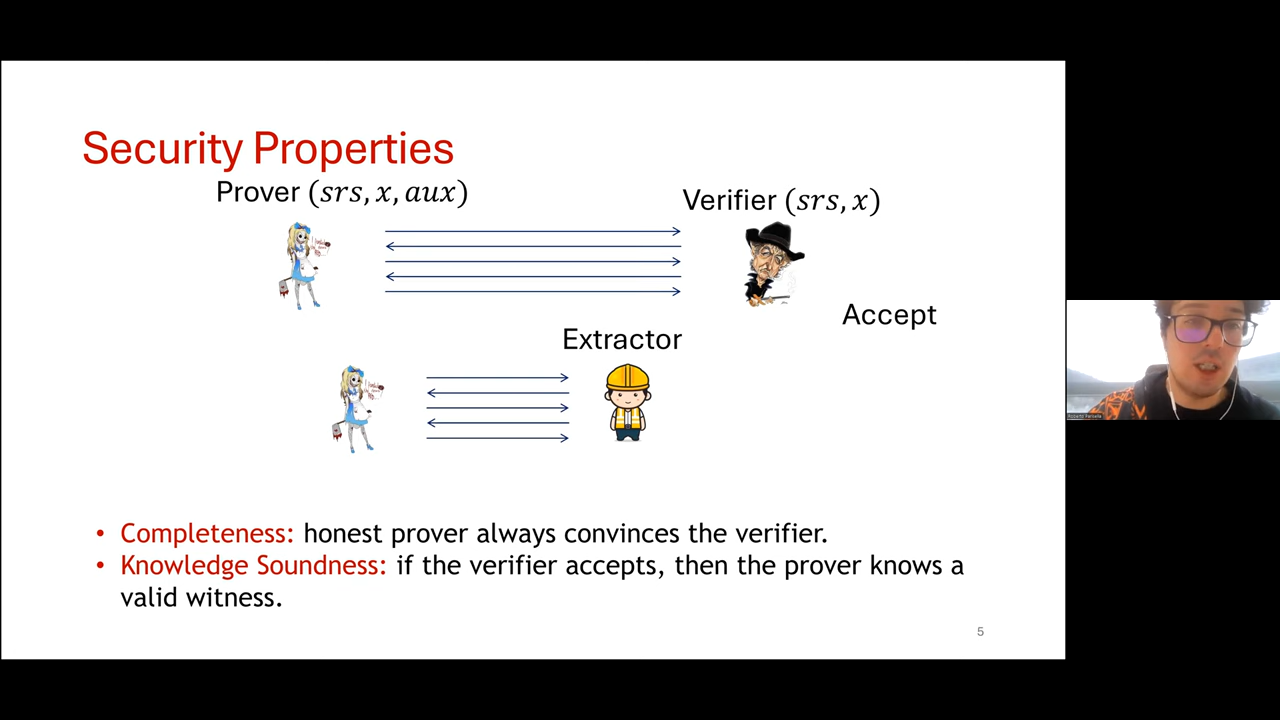 Security Properties
Prover (𝑠𝑟𝑠, 𝑥, 𝑎𝑢𝑥)
Verifier (𝑠𝑟𝑠, 𝑥)
Accept
Extractor
• Completeness: honest prover always convinces the verifier.
• Knowledge Soundness: if the verifier accepts, then the prover knows a
valid witness.
5